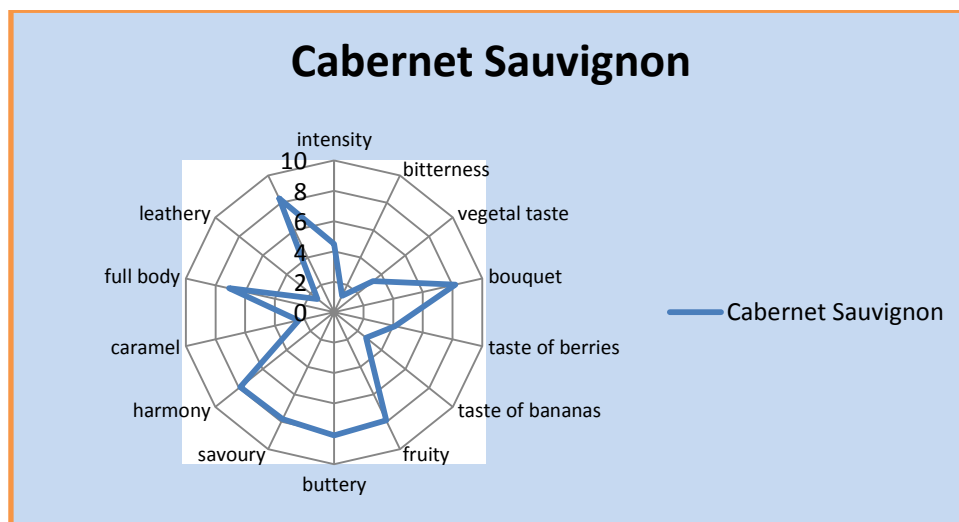 Cabernet Sauvignon
intensity
bitterness
vegetal taste
bouquet
taste of berries
taste of bananas
fruity
buttery
savoury
harmony
caramel
full body
leathery
10
8
6
4
2
0
Cabernet Sauvignon